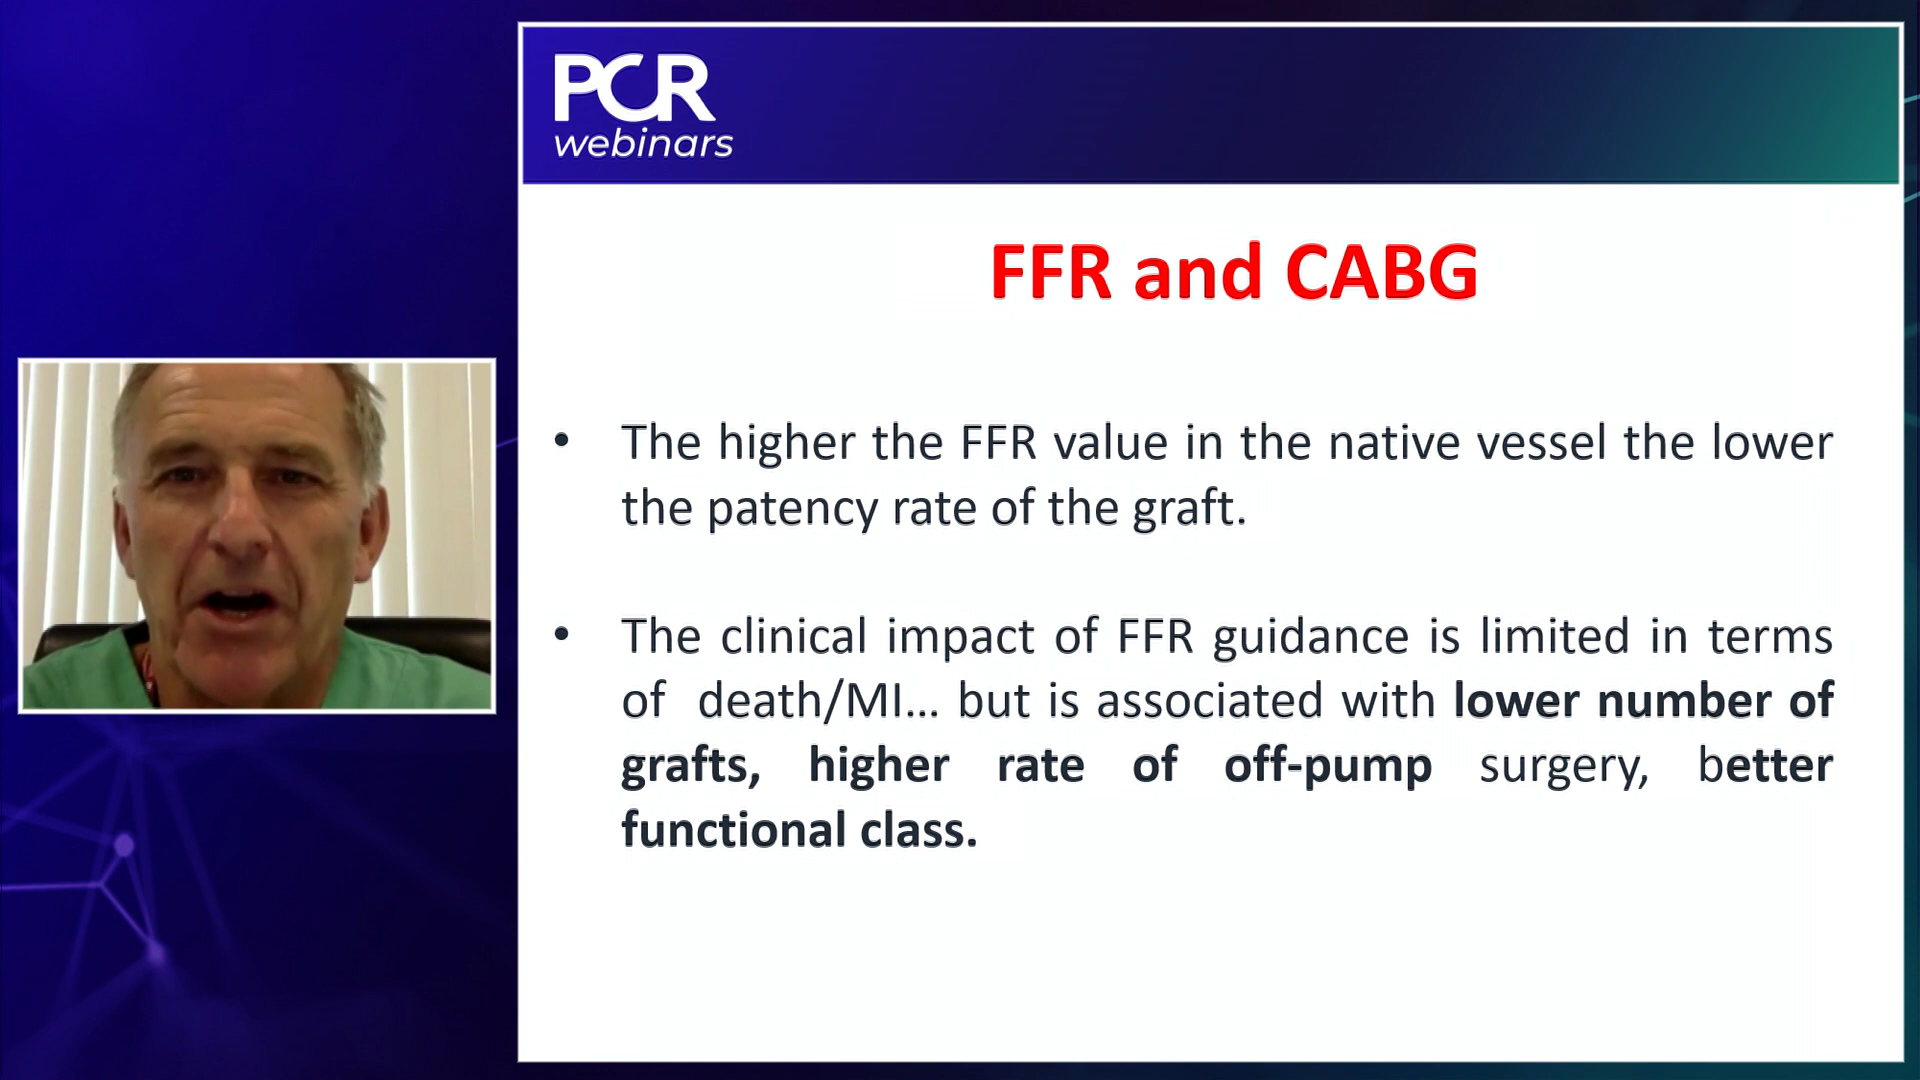 PCR
webinars
FFR and CABG
• The higher the FFR value in the native vessel the lower
the patency rate of the graft.
• The clinical impact of FFR guidance is limited in terms
of death/MI... but is associated with lower number of
grafts, higher rate of off-pump surgery, better
functional class.